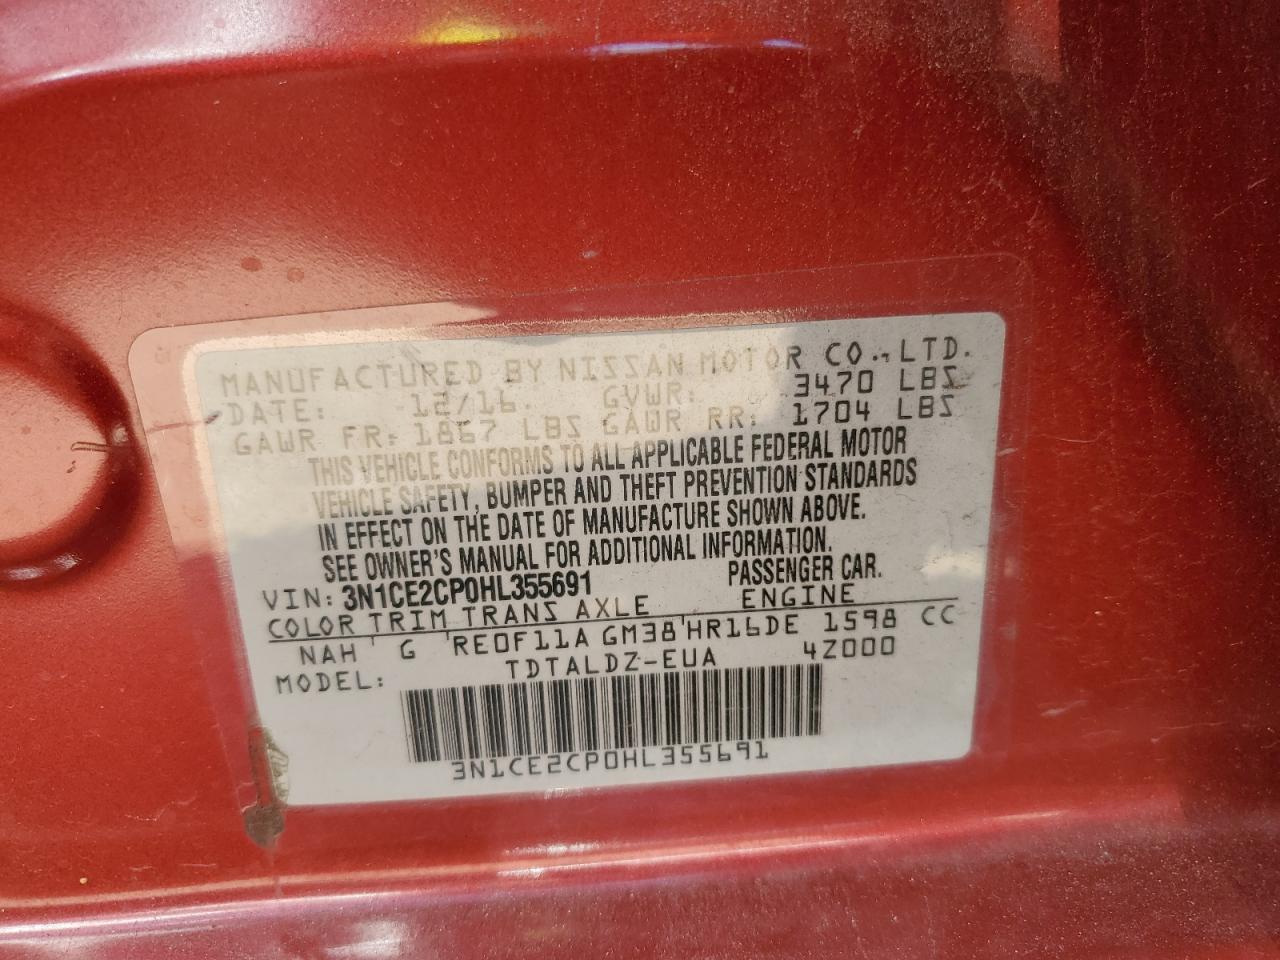 MANUFACTURED BY NISSAN MOTOR CO., LTD.
DATE: 12/16 GVWR: 3470 LBS
GAWR FR: 1867 LBS GAWR RR: 1704 LBS
THIS VEHICLE CONFORMS TO ALL APPLICABLE FEDERAL MOTOR
VEHICLE SAFETY, BUMPER AND THEFT PREVENTION STANDARDS
IN EFFECT ON THE DATE OF MANUFACTURE SHOWN ABOVE.
SEE OWNER'S MANUAL FOR ADDITIONAL INFORMATION.
VIN: 3N1CE2CP0HL355691 PASSENGER CAR.
COLOR TRIM TRANS AXLE ENGINE
NAH G RE0F11A GM38 HR16DE 1598 CC
MODEL: TDTALDZ-EUA 4Z000
3N1CE2CP0HL355691